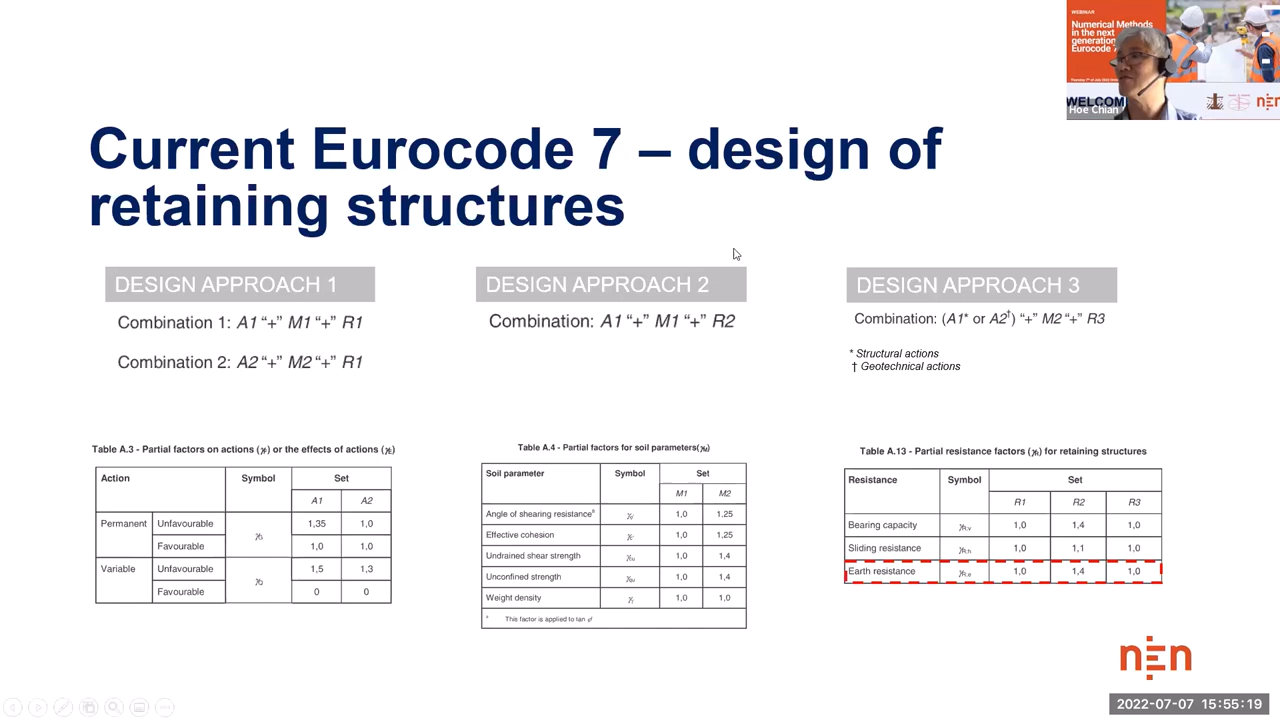 WEBINAR
Numerical Methods
in the next
generation
Eurocode 7
WELCOM
Hoe Chian
nen
Current Eurocode 7 – design of
retaining structures
DESIGN APPROACH 1
Combination 1: A1 “+” M1 “+” R1
Combination 2: A2 “+” M2 “+” R1
DESIGN APPROACH 2
Combination: A1 “+” M1 “+” R2
DESIGN APPROACH 3
Combination: (A1* or A2†) “+” M2 “+” R3
* Structural actions
† Geotechnical actions
Table A.3 - Partial factors on actions (γF) or the effects of actions (γE)
Action Symbol Set
A1 A2
Permanent Unfavourable γG 1,35 1,0
Favourable 1,0 1,0
Variable Unfavourable γQ 1,5 1,3
Favourable 0 0
Table A.4 - Partial factors for soil parameters(γM)
Soil parameter Symbol Set
M1 M2
Angle of shearing resistanceª γφ' 1,0 1,25
Effective cohesion γc' 1,0 1,25
Undrained shear strength γcu 1,0 1,4
Unconfined strength γqu 1,0 1,4
Weight density γγ 1,0 1,0
ª This factor is applied to tan φ'
Table A.13 - Partial resistance factors (γR) for retaining structures
Resistance Symbol Set
R1 R2 R3
Bearing capacity γR;v 1,0 1,4 1,0
Sliding resistance γR;h 1,0 1,1 1,0
Earth resistance γR;e 1,0 1,4 1,0
nen
2022-07-07 15:55:19